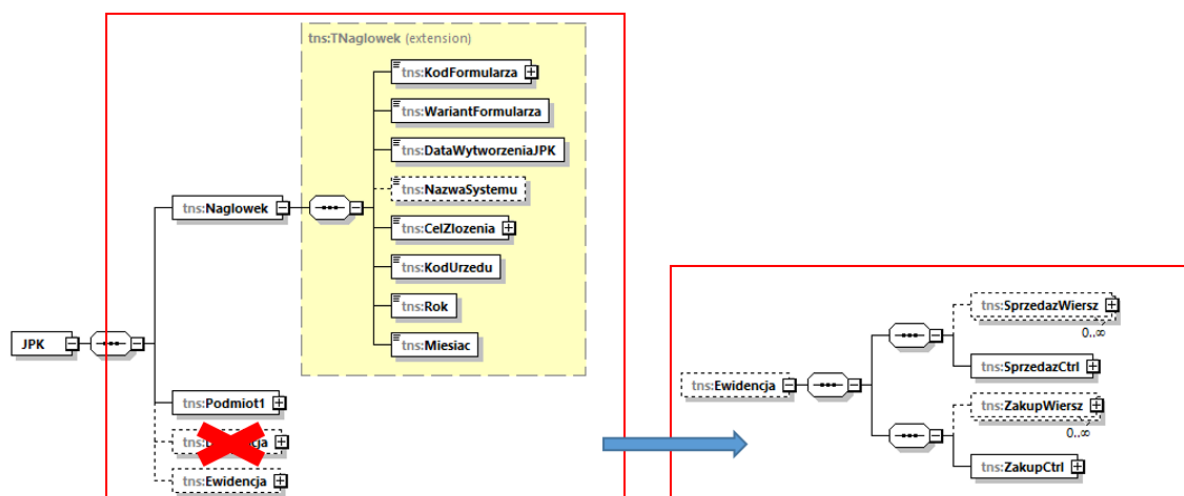 tns:TNaglowek (extension)
tns:KodFormularza
tns:WariantFormularza
tns:DataWytworzeniaJPK
tns:NazwaSystemu
tns:Naglowek
tns:CelZlozenia
tns:KodUrzedu
tns:Rok
tns:Miesiac
JPK
tns:Podmiot1
tns:Ewidencja
tns:SprzedazWiersz
0..∞
tns:SprzedazCtrl
tns:Ewidencja
tns:ZakupWiersz
0..∞
tns:ZakupCtrl